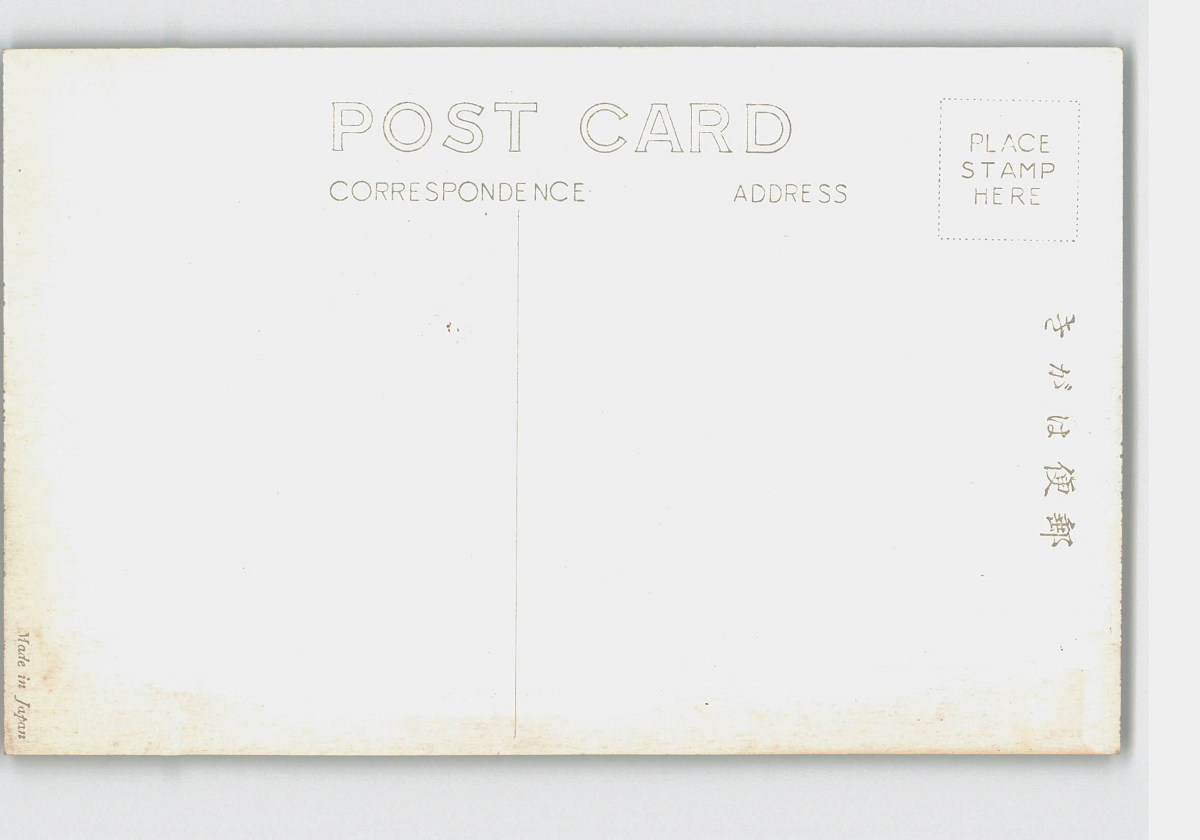 POST CARD
CORRESPONDENCE
ADDRESS
PLACE
STAMP
HERE
きがは便郵
Made in Japan